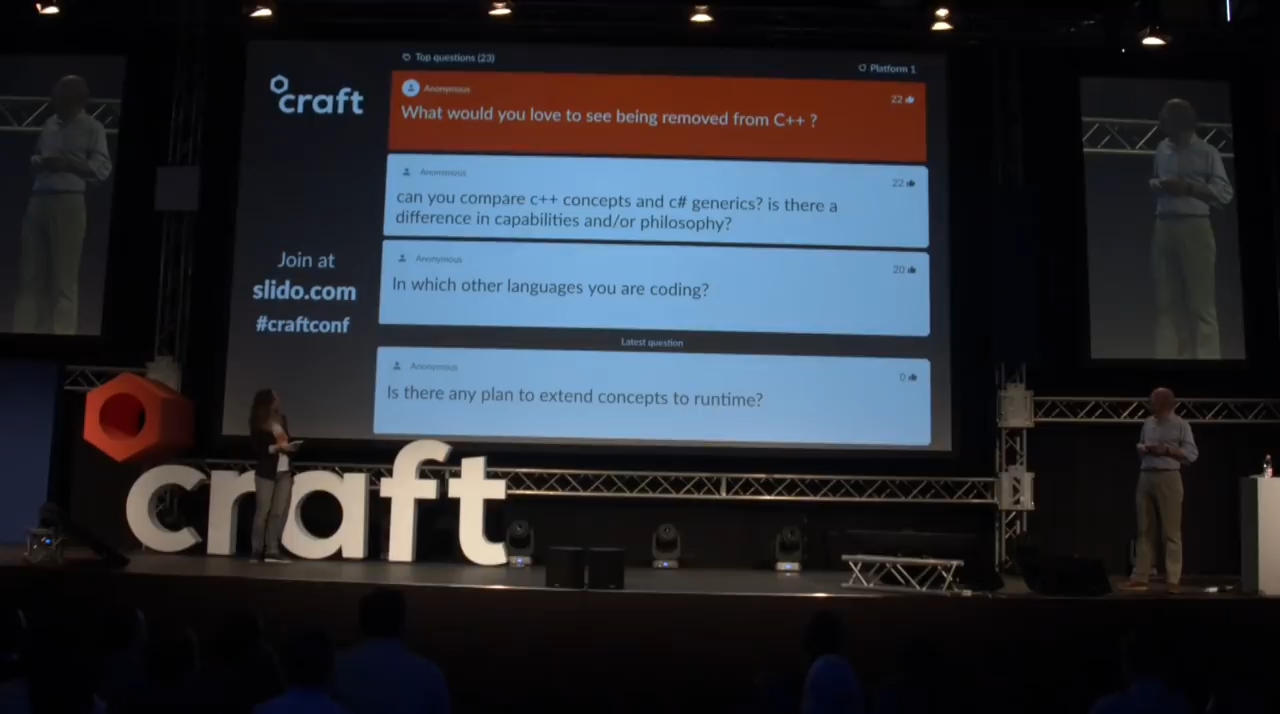 Top questions (23)
Platform 1
craft
Anonymous
22
What would you love to see being removed from C++ ?
Anonymous
22
can you compare c++ concepts and c# generics? is there a
difference in capabilities and/or philosophy?
Anonymous
20
In which other languages you are coding?
Join at
slido.com
#craftconf
Latest question
Anonymous
0
Is there any plan to extend concepts to runtime?
craft